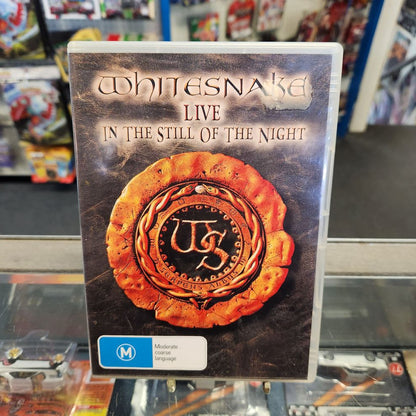 WHITESNAKE
LIVE
IN THE STILL OF THE NIGHT
WS
M
Moderate
coarse
language